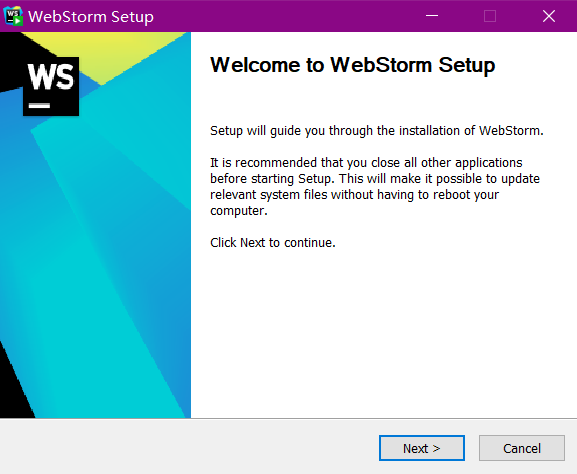 WebStorm Setup
WS
Welcome to WebStorm Setup
Setup will guide you through the installation of WebStorm.
It is recommended that you close all other applications
before starting Setup. This will make it possible to update
relevant system files without having to reboot your
computer.
Click Next to continue.
Next >
Cancel